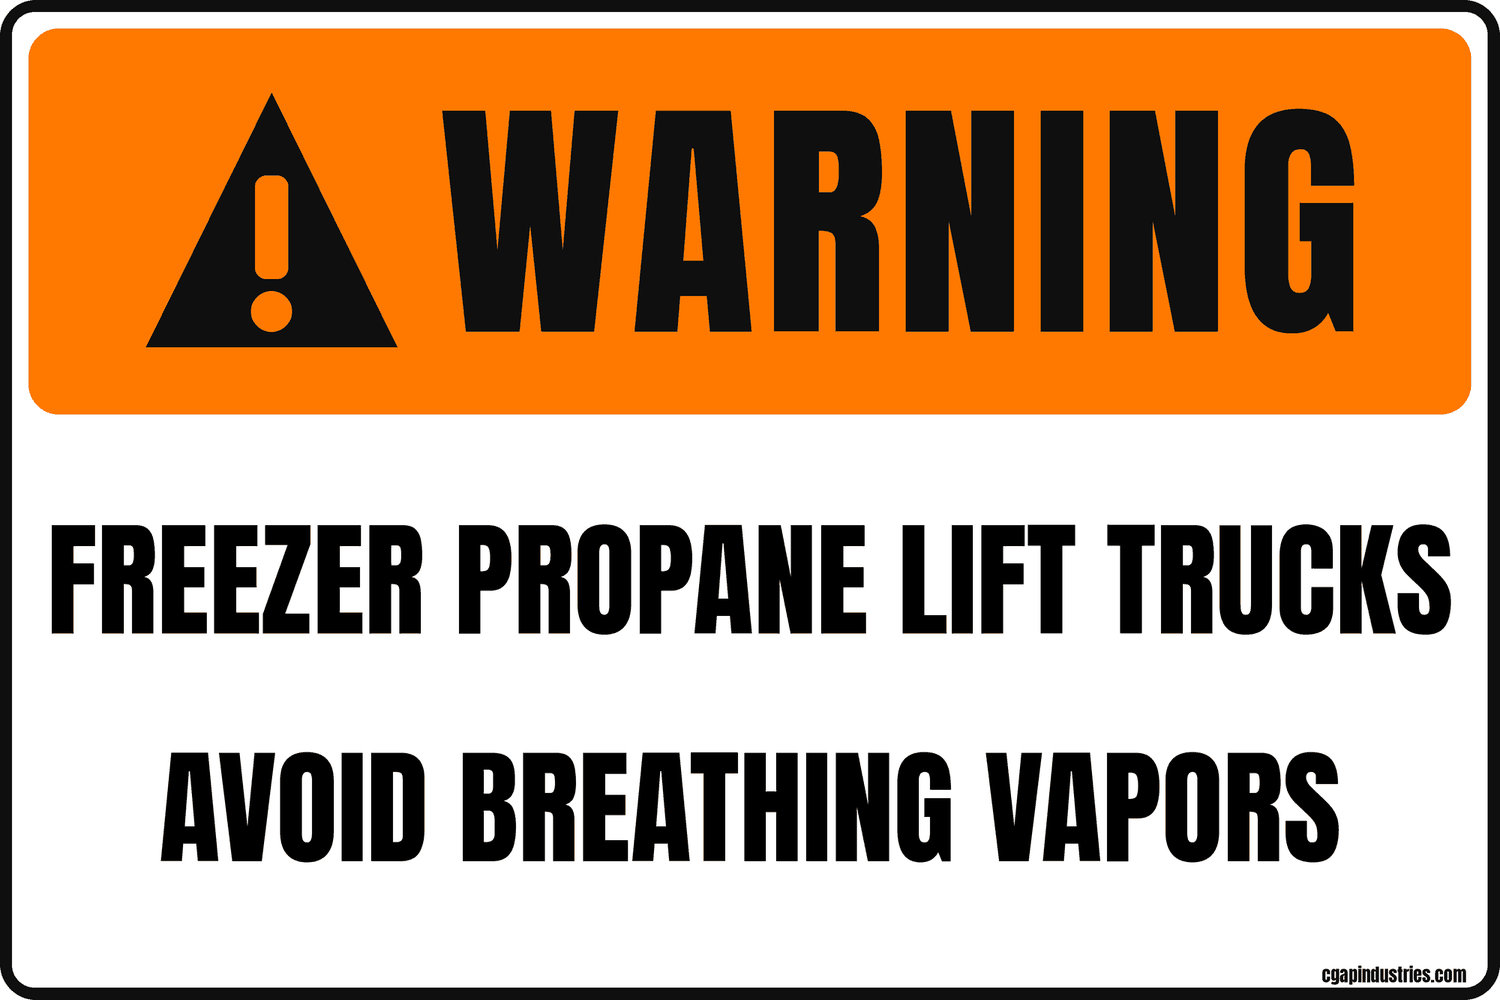 WARNING
FREEZER PROPANE LIFT TRUCKS
AVOID BREATHING VAPORS
cgapindustries.com